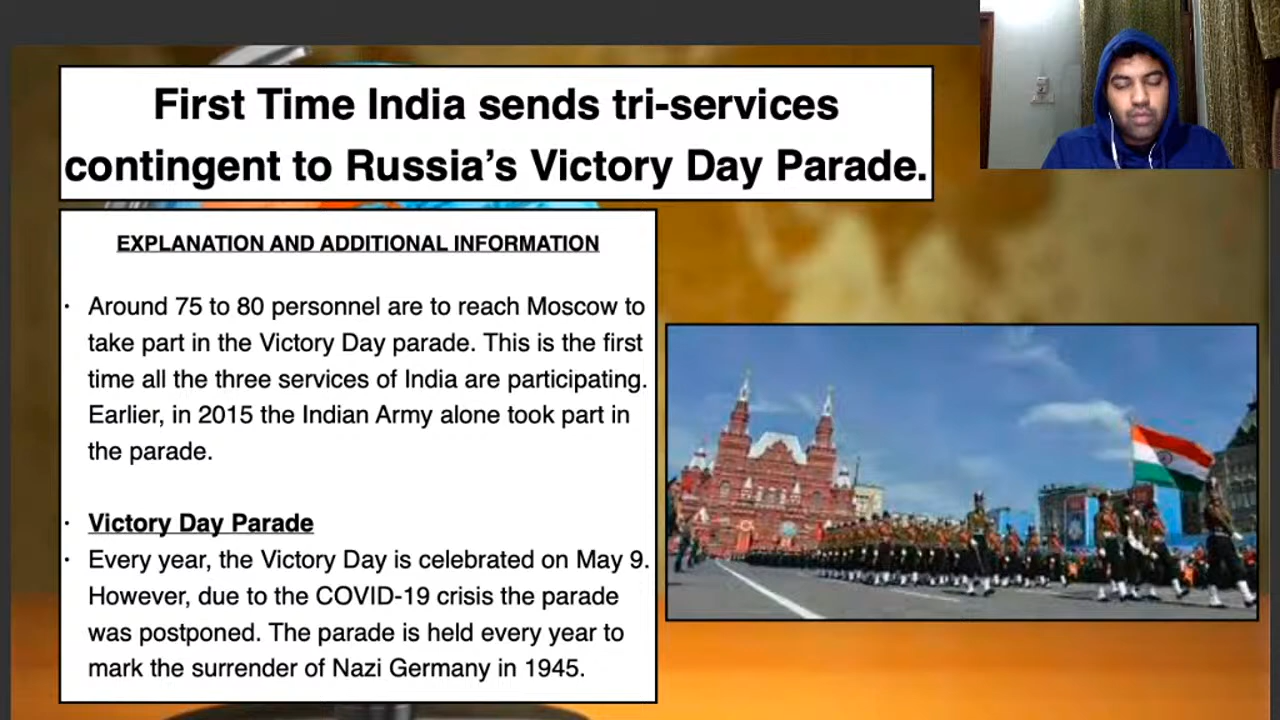 First Time India sends tri-services
contingent to Russia’s Victory Day Parade.
EXPLANATION AND ADDITIONAL INFORMATION
· Around 75 to 80 personnel are to reach Moscow to
take part in the Victory Day parade. This is the first
time all the three services of India are participating.
Earlier, in 2015 the Indian Army alone took part in
the parade.
· Victory Day Parade
· Every year, the Victory Day is celebrated on May 9.
However, due to the COVID-19 crisis the parade
was postponed. The parade is held every year to
mark the surrender of Nazi Germany in 1945.